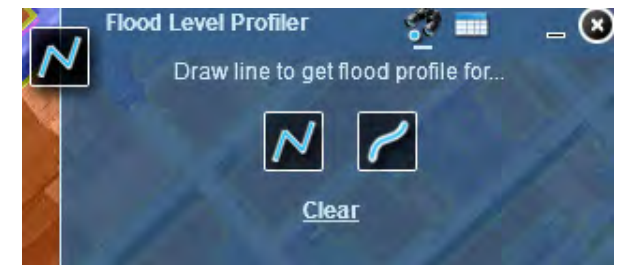 Flood Level Profiler
Draw line to get flood profile for...
Clear